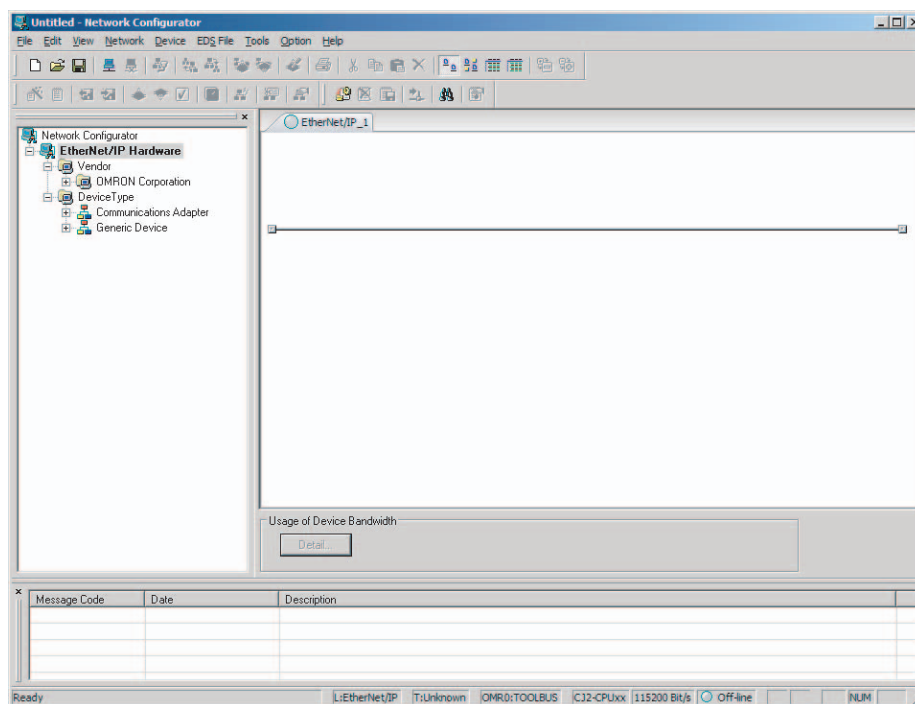 Untitled - Network Configurator
File Edit View Network Device EDS File Tools Option Help
EtherNet/IP_1
Network Configurator
EtherNet/IP Hardware
Vendor
OMRON Corporation
DeviceType
Communications Adapter
Generic Device
Usage of Device Bandwidth
Detail...
Message Code Date Description
Ready L:EtherNet/IP T:Unknown OMR0:TOOLBUS CJ2-CPUxx 115200 Bit/s Off-line NUM